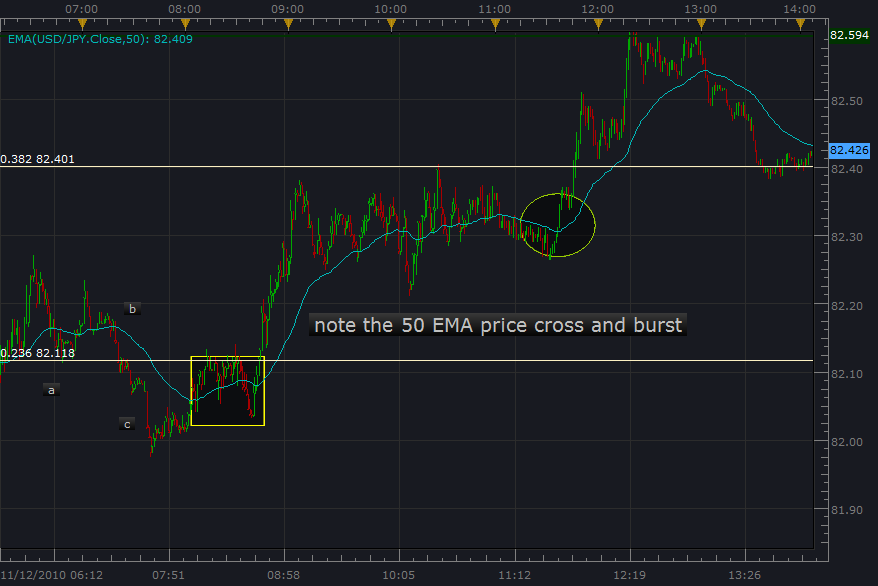 07:00 08:00 09:00 10:00 11:00 12:00 13:00 14:00
EMA(USD/JPY.Close,50): 82.409
82.594
82.50
82.426
0.382 82.401
82.40
82.30
82.20
b
note the 50 EMA price cross and burst
0.236 82.118
82.10
a
c
82.00
81.90
11/12/2010 06:12 07:51 08:58 10:05 11:12 12:19 13:26